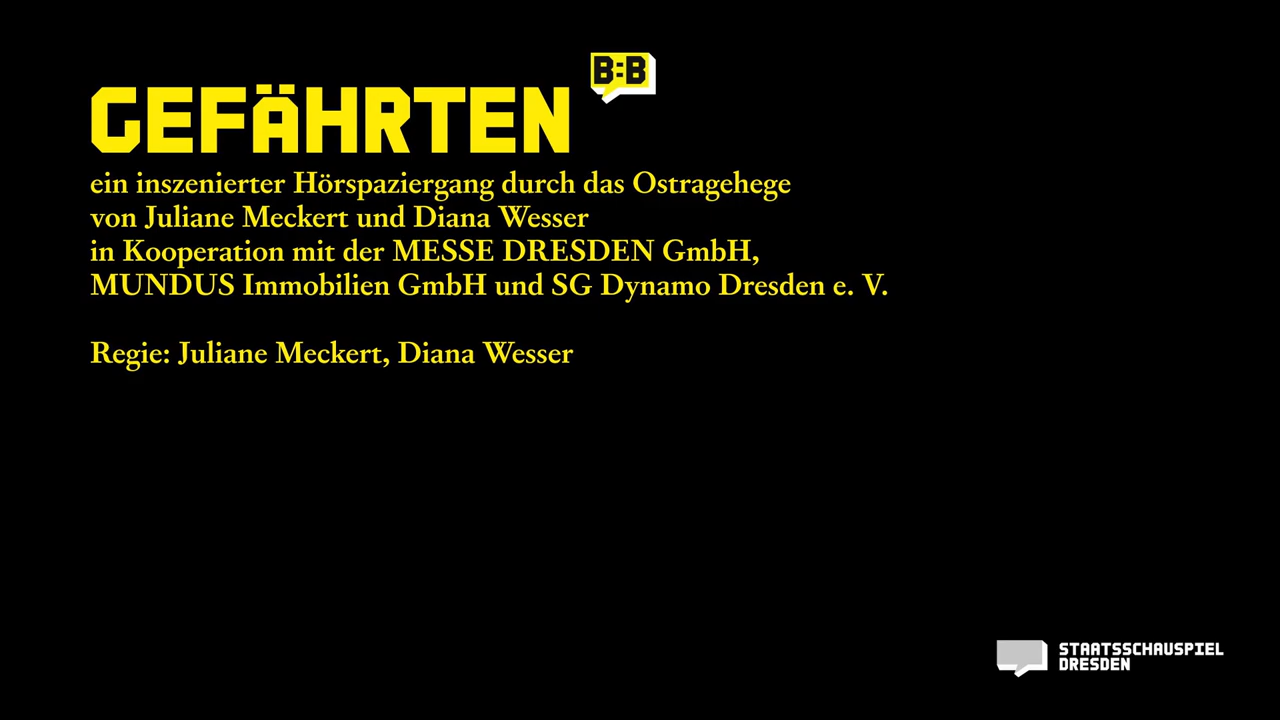 B:B
GEFÄHRTEN
ein inszenierter Hörspaziergang durch das Ostragehege
von Juliane Meckert und Diana Wesser
in Kooperation mit der MESSE DRESDEN GmbH,
MUNDUS Immobilien GmbH und SG Dynamo Dresden e. V.
Regie: Juliane Meckert, Diana Wesser
STAATSSCHAUSPIEL
DRESDEN